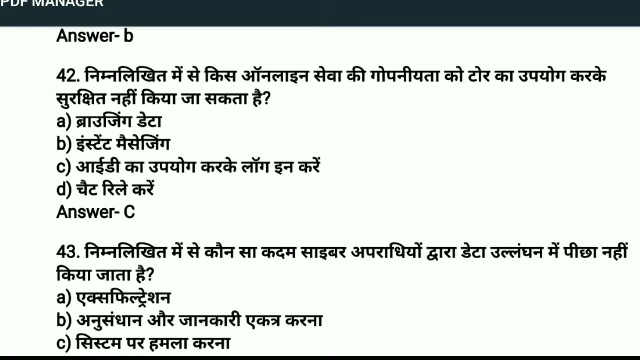 PDF MANAGER
Answer- b
42. निम्नलिखित में से किस ऑनलाइन सेवा की गोपनीयता को टोर का उपयोग करके
सुरक्षित नहीं किया जा सकता है?
a) ब्राउजिंग डेटा
b) इंस्टेंट मैसेजिंग
c) आईडी का उपयोग करके लॉग इन करें
d) चैट रिले करें
Answer- C
43. निम्नलिखित में से कौन सा कदम साइबर अपराधियों द्वारा डेटा उल्लंघन में पीछा नहीं
किया जाता है?
a) एक्सफिल्ट्रेशन
b) अनुसंधान और जानकारी एकत्र करना
c) सिस्टम पर हमला करना